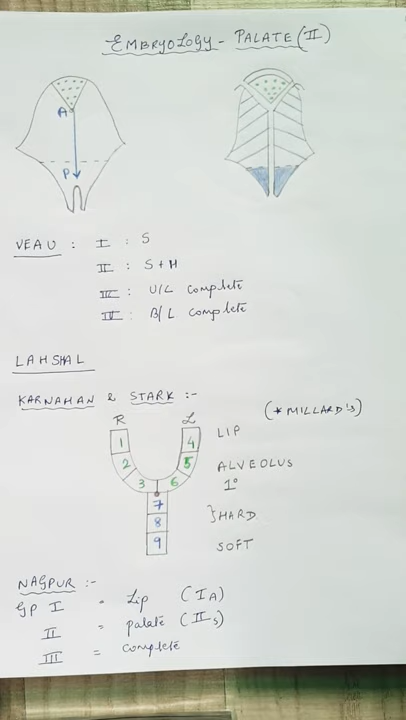 EMBRYOLOGY - PALATE (II)
A
P
VEAU : I : S
II : S + H
III : U/L complete
IV : B/L complete
LAHSHAL
KARNAHAN & STARK :-
(* MILLARD's)
R L
1 4 LIP
2 5 ALVEOLUS
3 6 1°
7
8 } HARD
9 SOFT
NAGPUR :-
GP I = Lip (IA)
II = palate (IIs)
III = complete